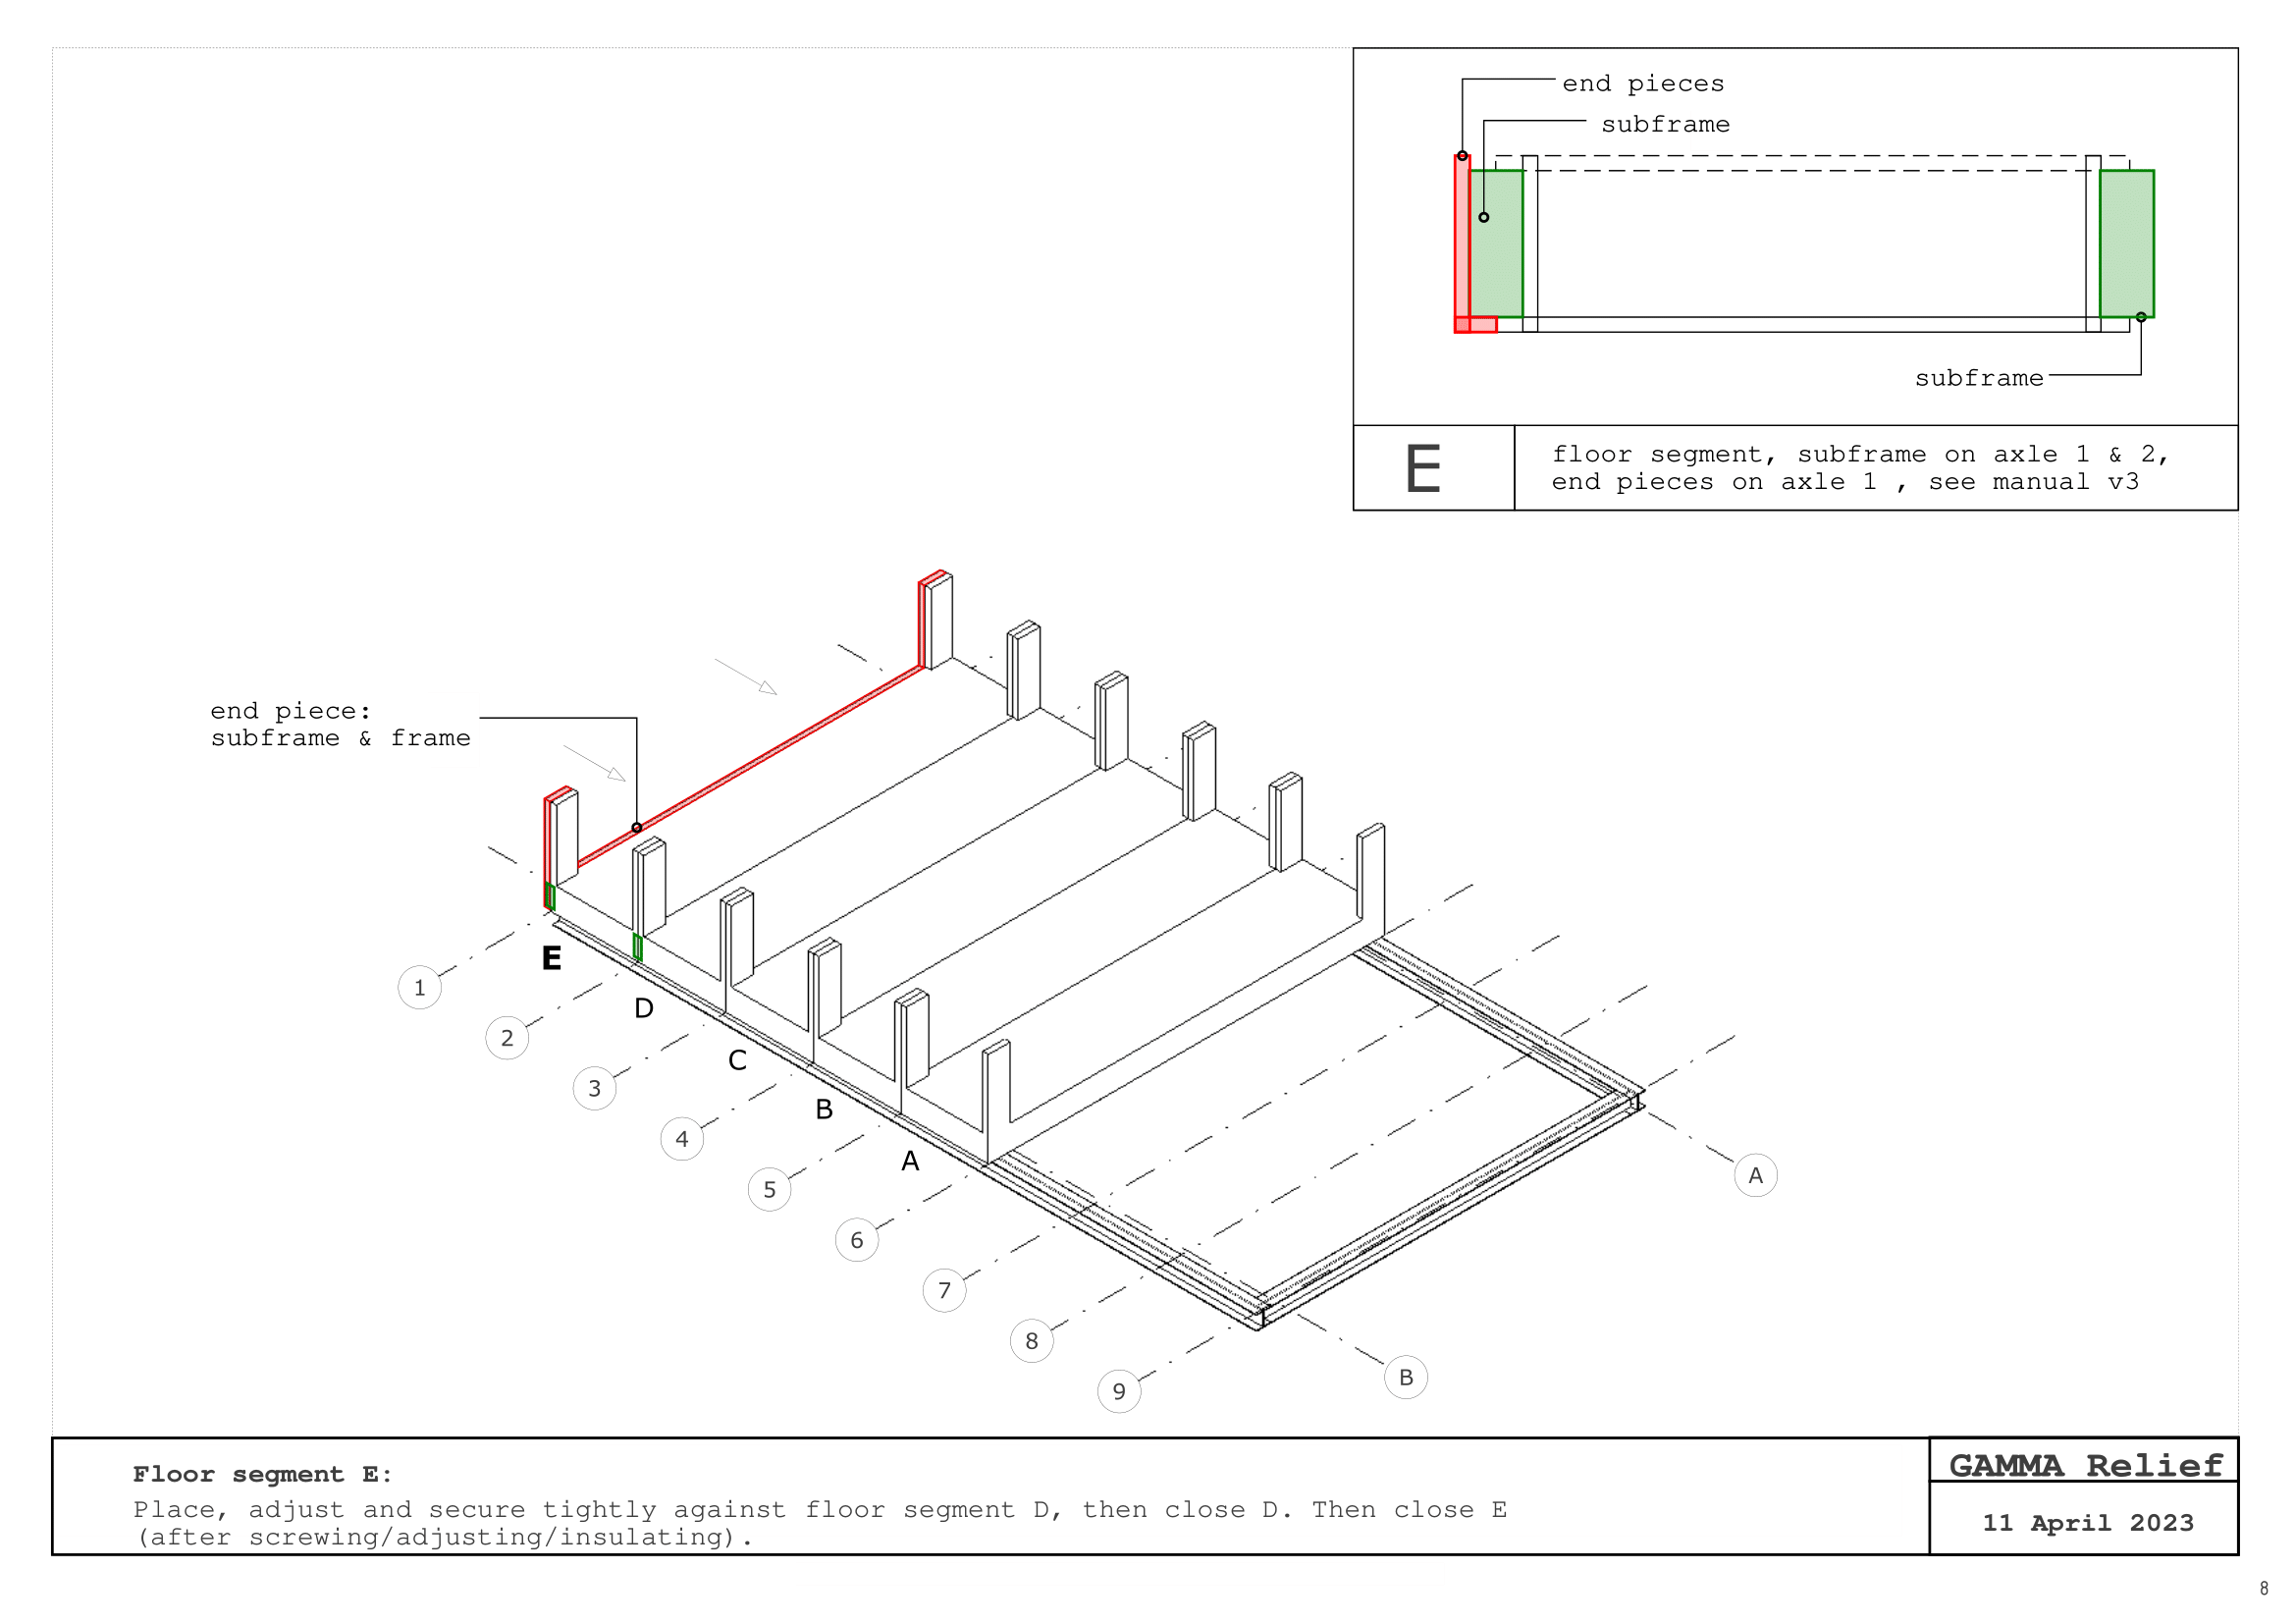 end pieces
subframe
subframe
E
floor segment, subframe on axle 1 & 2,
end pieces on axle 1 , see manual v3
end piece:
subframe & frame
E
D
C
B
A
1
2
3
4
5
6
7
8
9
A
B
Floor segment E:
Place, adjust and secure tightly against floor segment D, then close D. Then close E
(after screwing/adjusting/insulating).
GAMMA Relief
11 April 2023
8